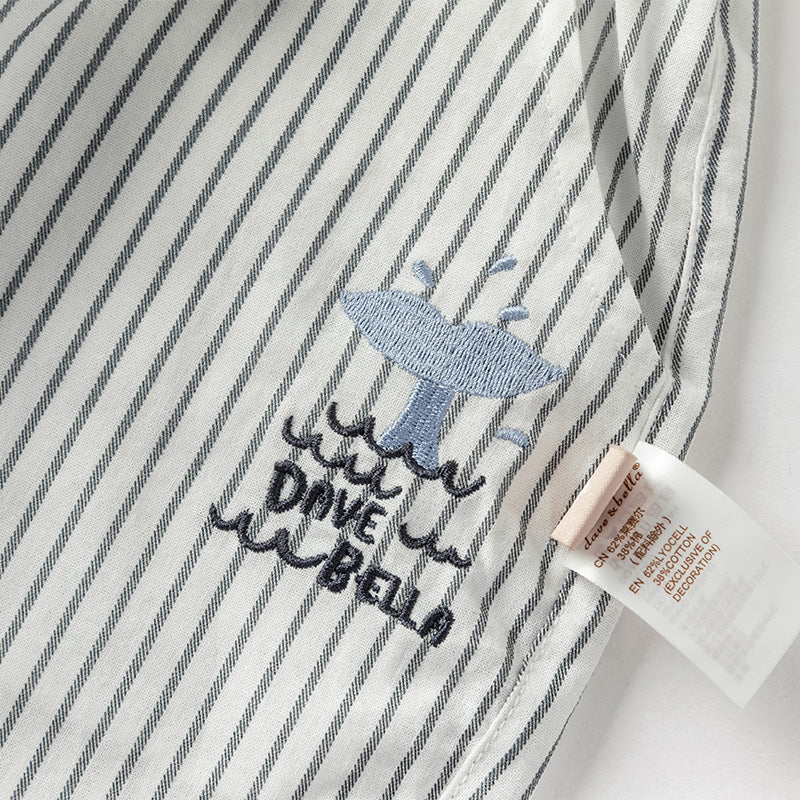 DAVE
BELLA
dave & bella®
CN 62%莱赛尔
38%棉
(配料除外)
EN 62%LYOCELL
38%COTTON
(EXCLUSIVE OF
DECORATION)